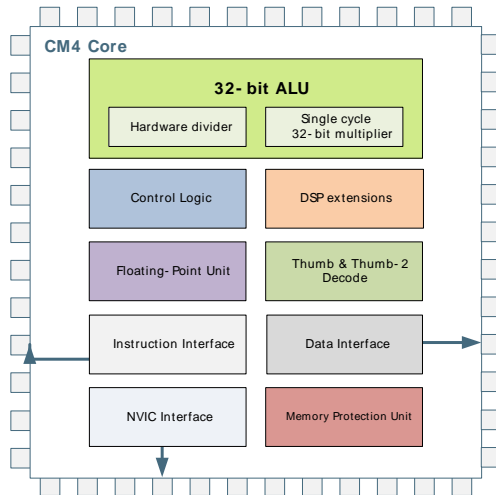 CM4 Core
32-bit ALU
Hardware divider
Single cycle
32-bit multiplier
Control Logic
DSP extensions
Floating-Point Unit
Thumb & Thumb-2
Decode
Instruction Interface
Data Interface
NVIC Interface
Memory Protection Unit